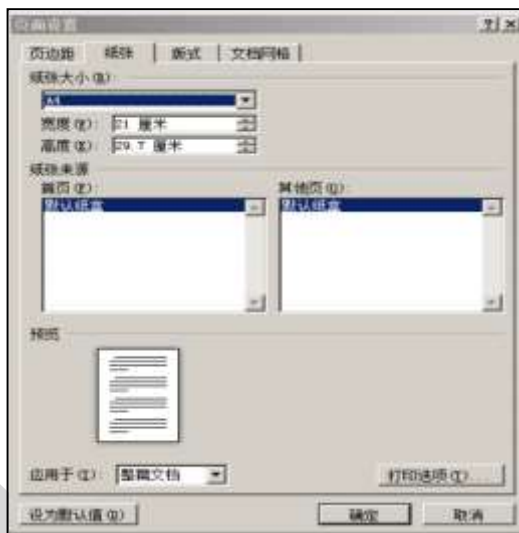 页面设置
页边距 纸张 版式 文档网格
纸张大小(R):
A4
宽度(W): 21 厘米
高度(E): 29.7 厘米
纸张来源
首页(F): 其他页(O):
默认纸盒 默认纸盒
预览
应用于(Y): 整篇文档 打印选项(T)...
设为默认值(D) 确定 取消